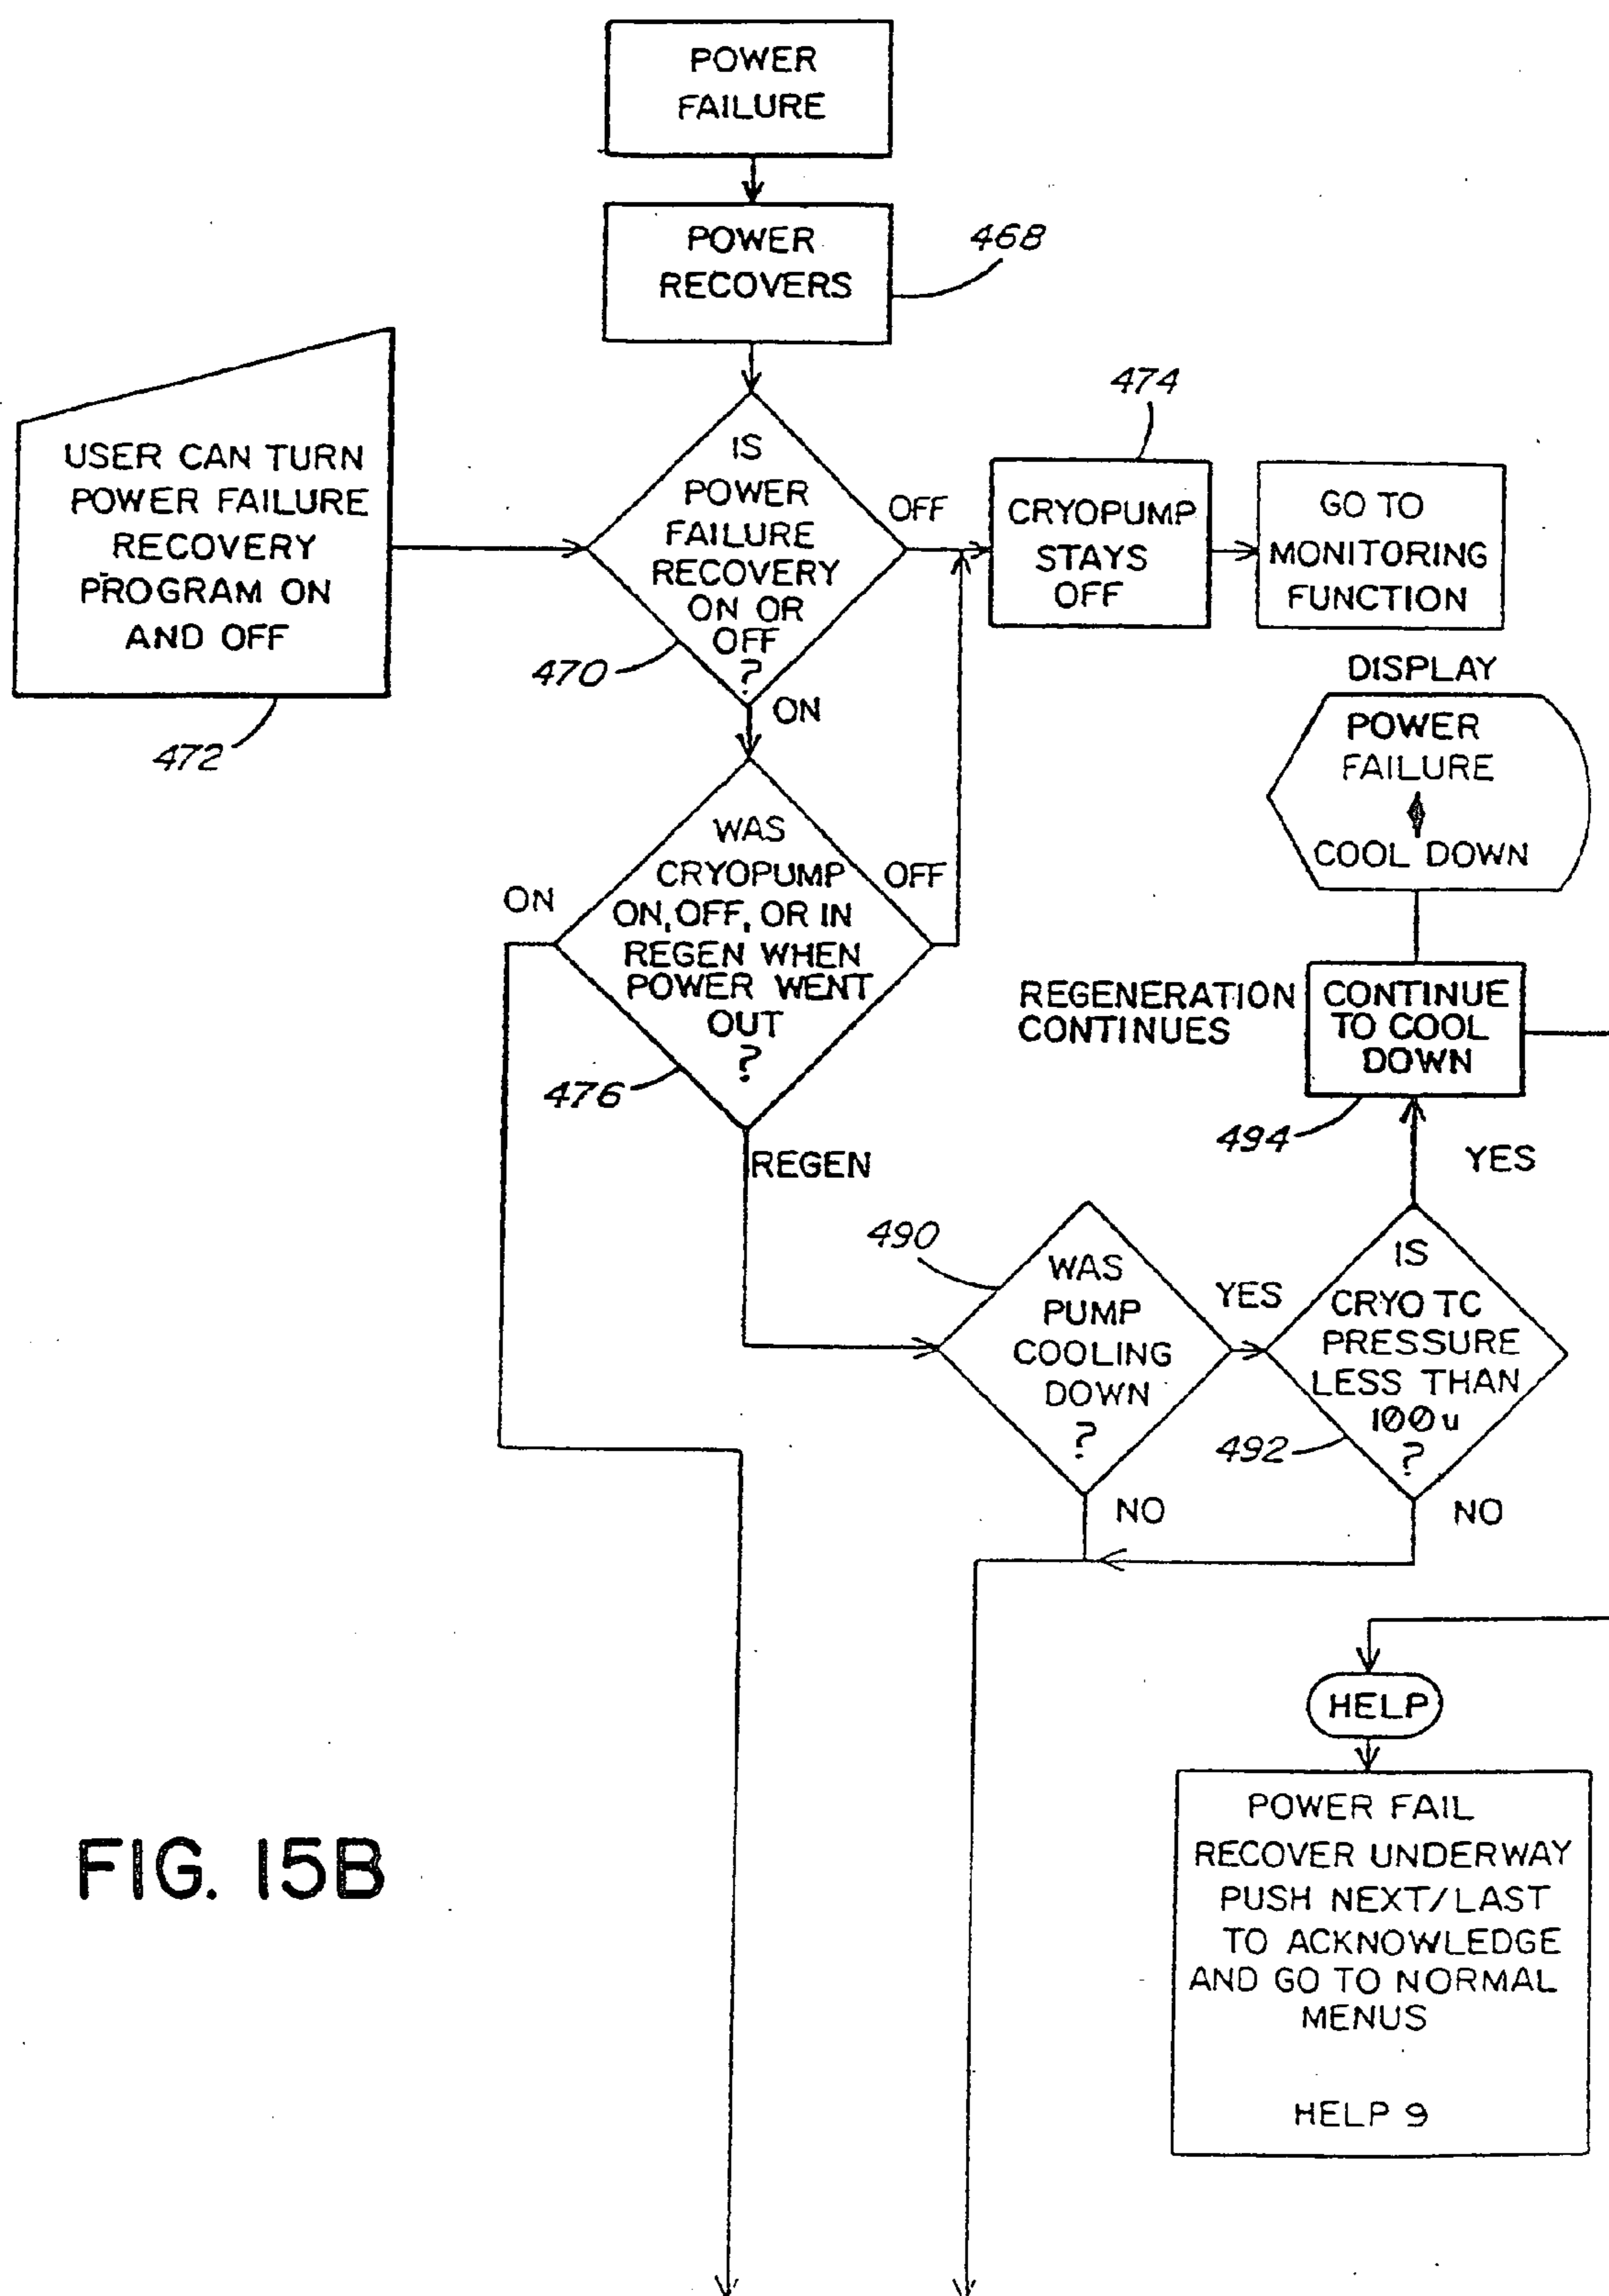 POWER
FAILURE
POWER
RECOVERS
468
USER CAN TURN
POWER FAILURE
RECOVERY
PROGRAM ON
AND OFF
472
IS
POWER
FAILURE
RECOVERY
ON OR
OFF
?
470
OFF
ON
474
CRYOPUMP
STAYS
OFF
GO TO
MONITORING
FUNCTION
DISPLAY
POWER
FAILURE
COOL DOWN
WAS
CRYOPUMP
ON, OFF, OR IN
REGEN WHEN
POWER WENT
OUT
?
476
ON
OFF
REGEN
REGENERATION
CONTINUES
CONTINUE
TO COOL
DOWN
494
YES
490
WAS
PUMP
COOLING
DOWN
?
YES
NO
IS
CRYO TC
PRESSURE
LESS THAN
100u
?
492
NO
HELP
POWER FAIL
RECOVER UNDERWAY
PUSH NEXT/LAST
TO ACKNOWLEDGE
AND GO TO NORMAL
MENUS
HELP 9
FIG. 15B